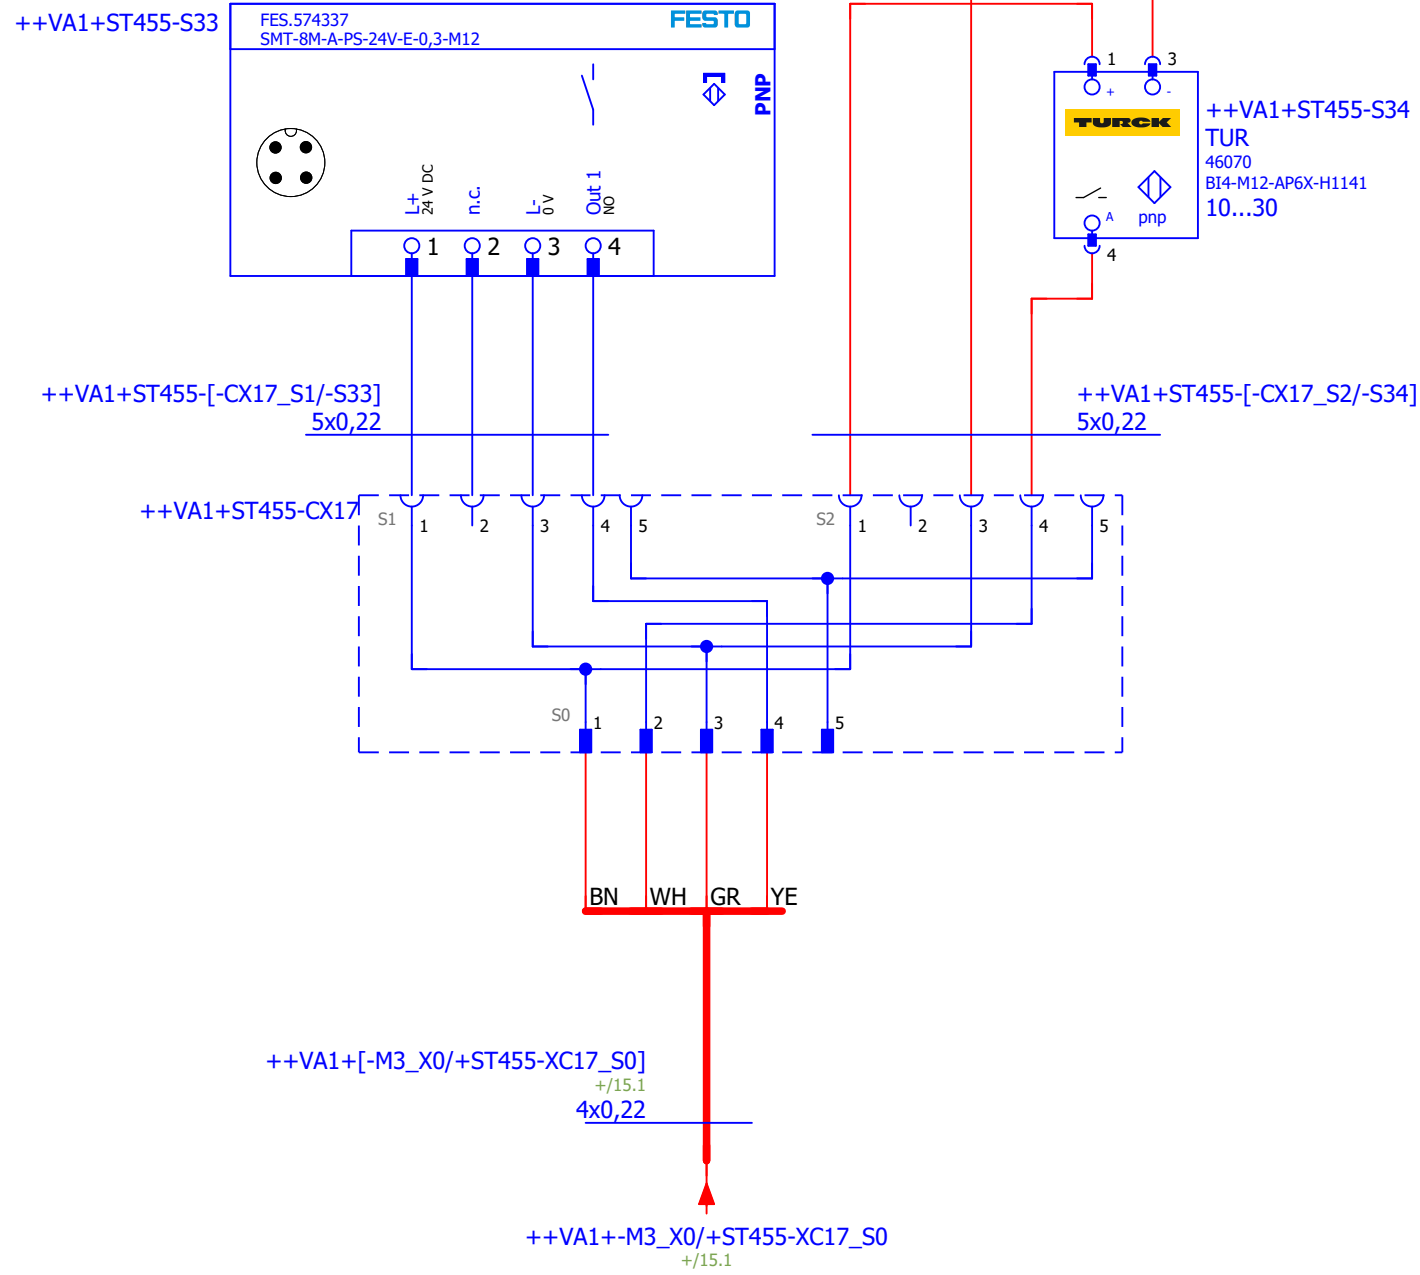 ++VA1+ST455-S33
FES.574337
SMT-8M-A-PS-24V-E-0,3-M12
FESTO
PNP
L+
24 V DC
n.c.
L-
0 V
Out 1
NO
1 2 3 4
1 3
+ -
TURCK
A
pnp
4
++VA1+ST455-S34
TUR
46070
BI4-M12-AP6X-H1141
10...30
++VA1+ST455-[-CX17_S1/-S33]
5x0,22
++VA1+ST455-[-CX17_S2/-S34]
5x0,22
++VA1+ST455-CX17
S1 1 2 3 4 5
S2 1 2 3 4 5
S0 1 2 3 4 5
BN WH GR YE
++VA1+[-M3_X0/+ST455-XC17_S0]
+/15.1
4x0,22
++VA1+-M3_X0/+ST455-XC17_S0
+/15.1